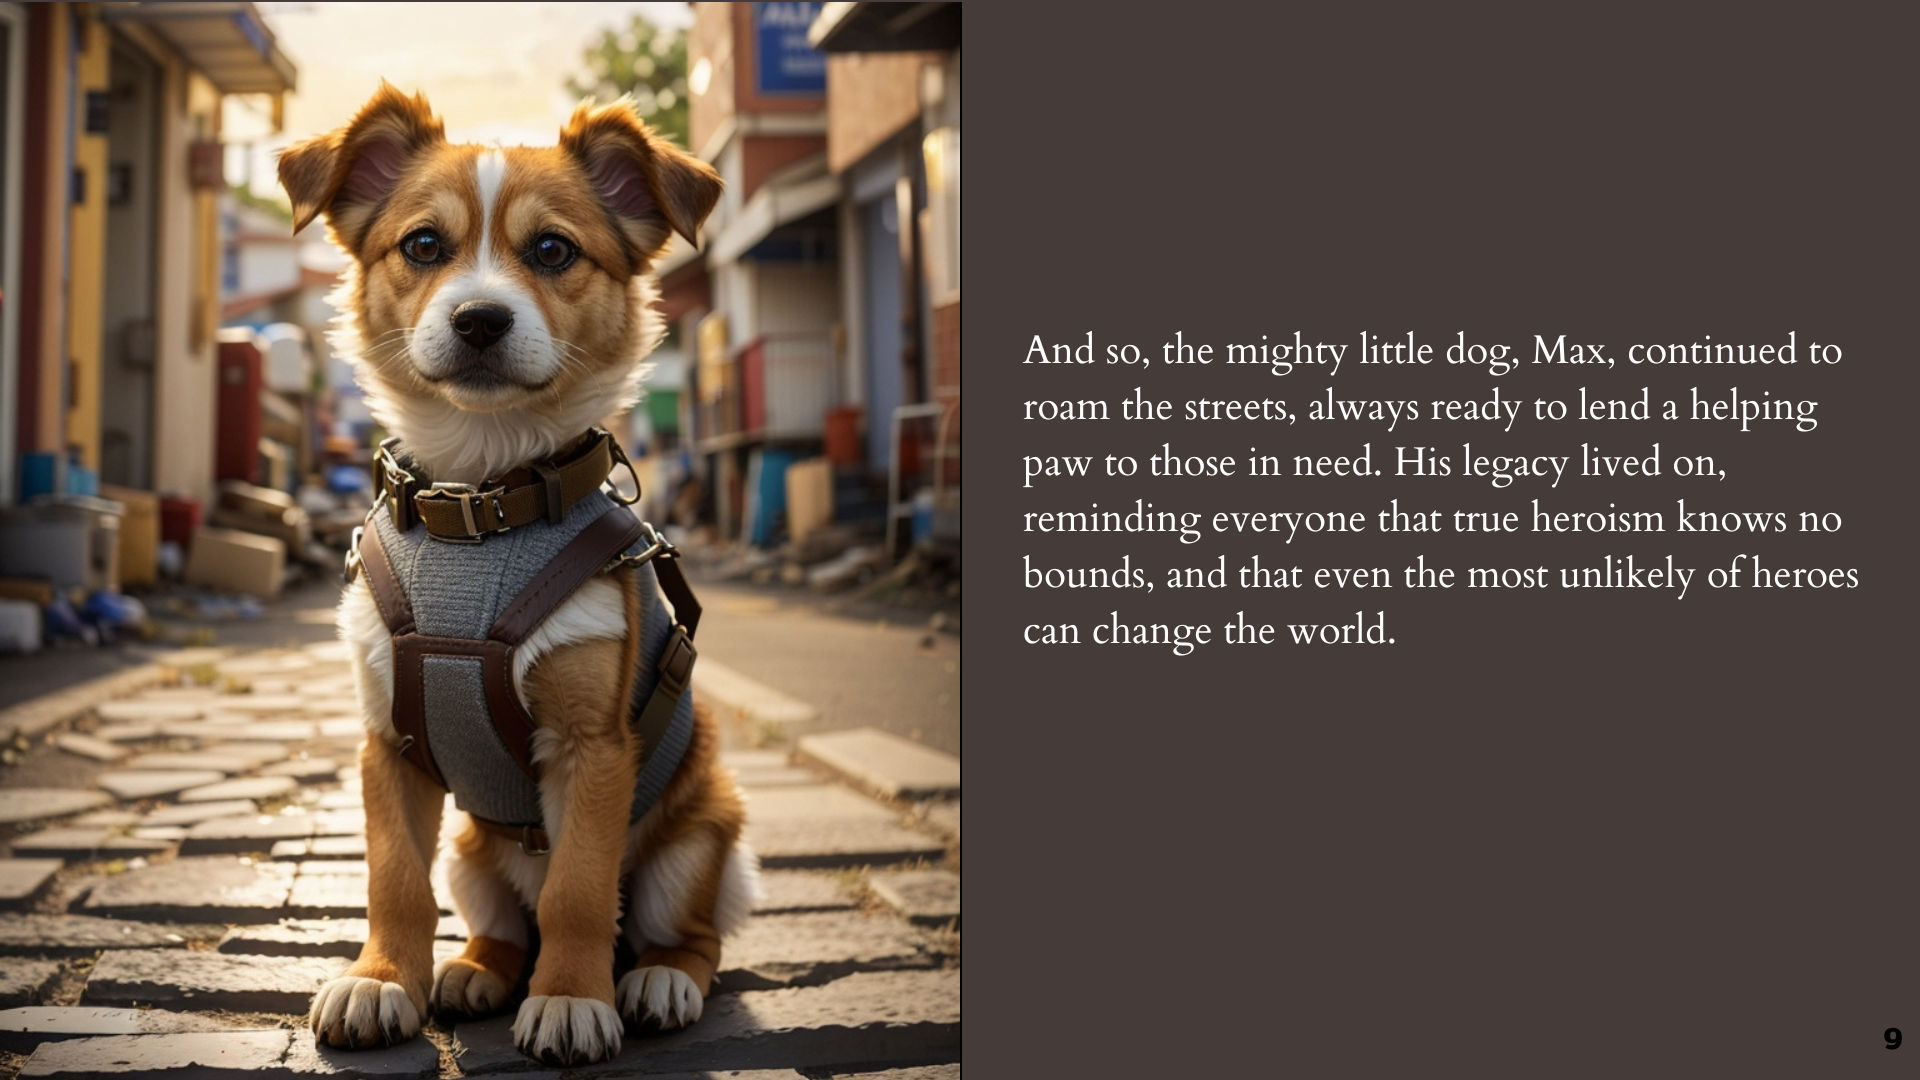 And so, the mighty little dog, Max, continued to
roam the streets, always ready to lend a helping
paw to those in need. His legacy lived on,
reminding everyone that true heroism knows no
bounds, and that even the most unlikely of heroes
can change the world.
9